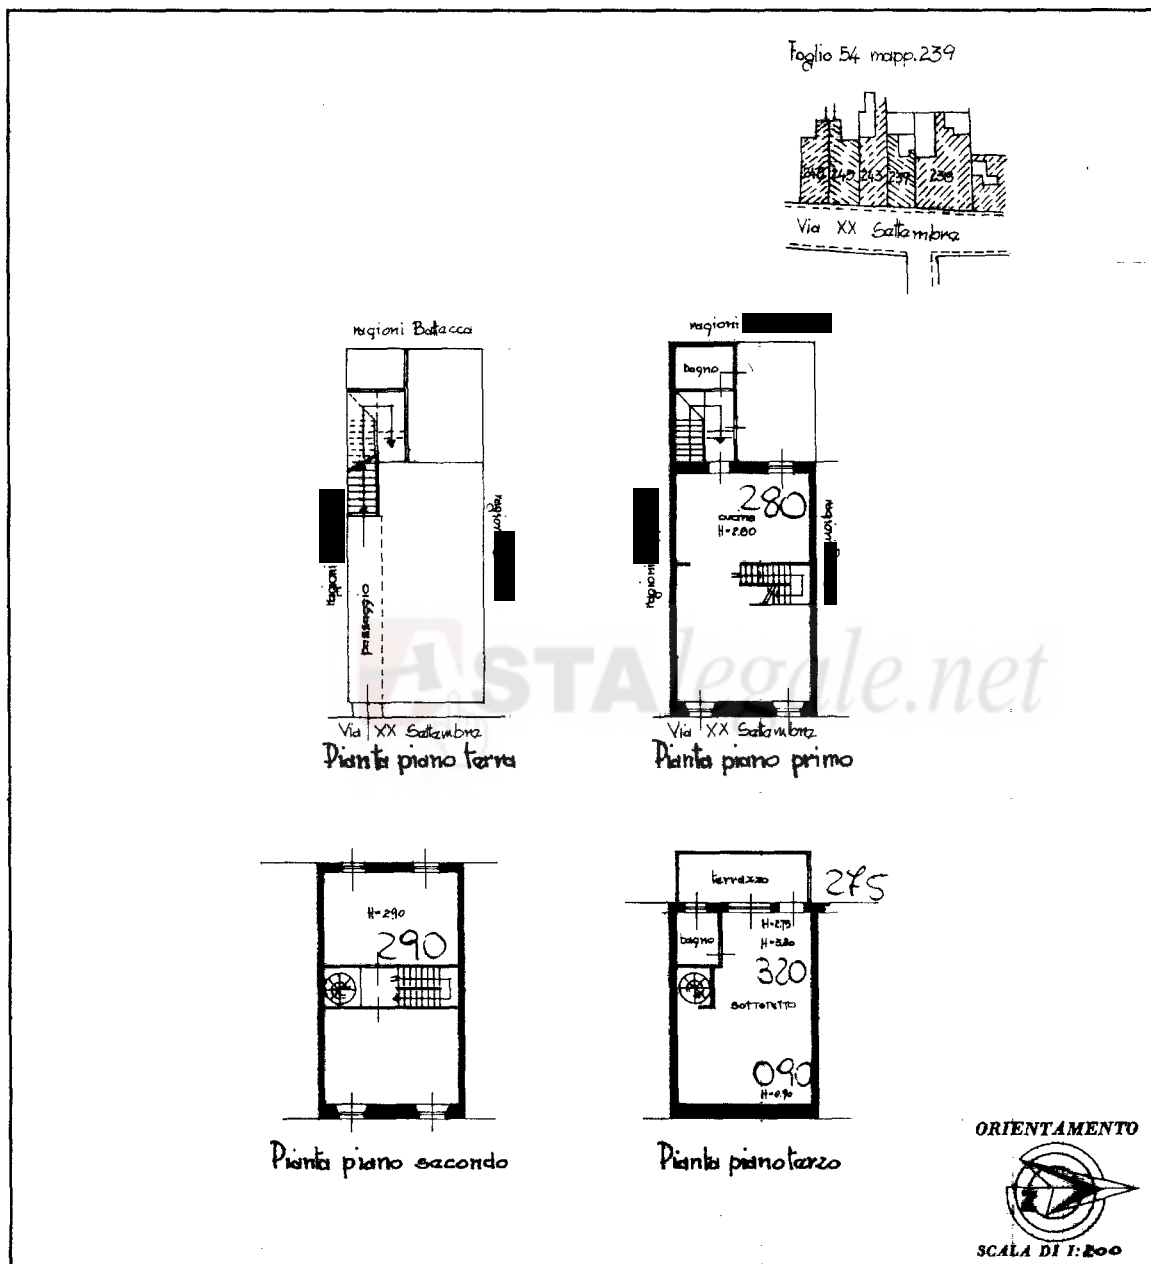 Foglio 54 mapp. 239
245 243 239 238
Via XX Settembre
ragioni Battecca
passaggio
ragioni
ragioni
Via XX Settembre
Pianta piano terra
ragioni
bagno
280
cucina
H=2.80
ragioni
ragioni
Via XX Settembre
Pianta piano primo
ASTAlegale.net
H=2.90
290
Pianta piano secondo
terrazzo
275
bagno
H=2.75
H=3.20
320
SOTTOTETTO
090
H=0.90
Pianta piano terzo
ORIENTAMENTO
N
SCALA DI 1:200